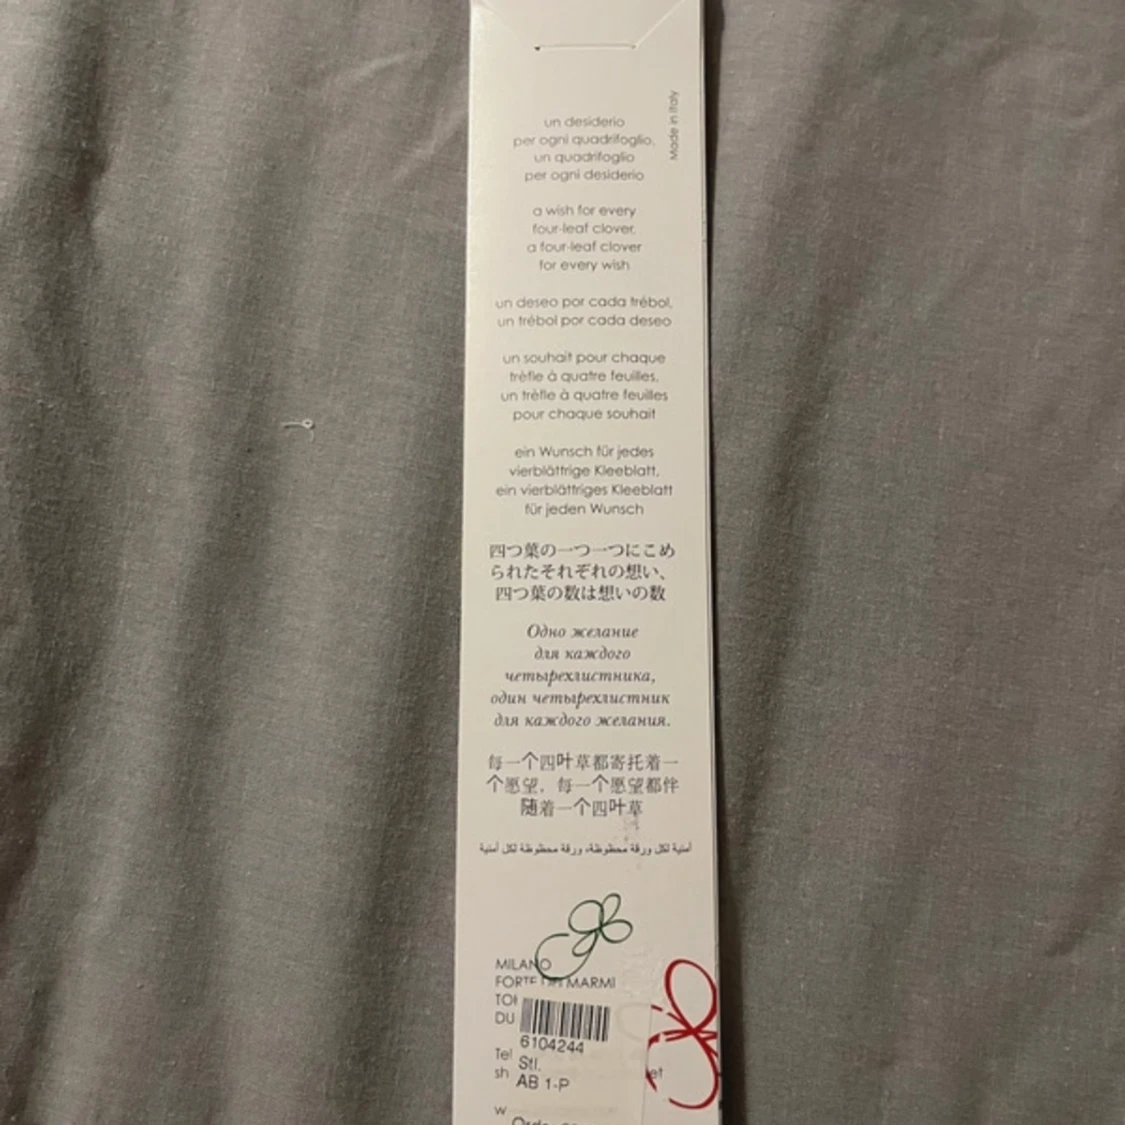 Made in Italy
un desiderio
per ogni quadrifoglio,
un quadrifoglio
per ogni desiderio
a wish for every
four-leaf clover,
a four-leaf clover
for every wish
un deseo por cada trébol,
un trébol por cada deseo
un souhait pour chaque
trèfle à quatre feuilles,
un trèfle à quatre feuilles
pour chaque souhait
ein Wunsch für jedes
vierblättrige Kleeblatt,
ein vierblättriges Kleeblatt
für jeden Wunsch
四つ葉の一つ一つにこめ
られたそれぞれの想い、
四つ葉の数は想いの数
Одно желание
для каждого
четырехлистника,
один четырехлистник
для каждого желания.
每一个四叶草都寄托着一
个愿望，每一个愿望都伴
随着一个四叶草
أمنية لكل ورقة محظوظة، ورقة محظوظة لكل أمنية
MILANO
FORTE MARMI
6104244
Stl.
AB 1-P